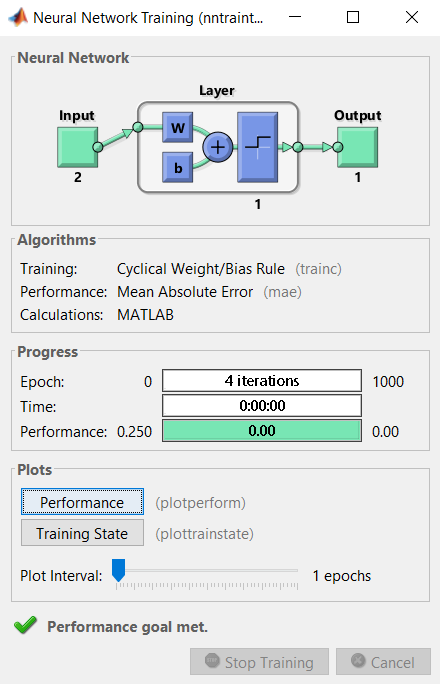 Neural Network Training (nntraint...
Neural Network
Layer
Input
Output
W
b
+
2
1
1
Algorithms
Training: Cyclical Weight/Bias Rule (trainc)
Performance: Mean Absolute Error (mae)
Calculations: MATLAB
Progress
Epoch: 0 4 iterations 1000
Time: 0:00:00
Performance: 0.250 0.00 0.00
Plots
Performance (plotperform)
Training State (plottrainstate)
Plot Interval: 1 epochs
Performance goal met.
Stop Training Cancel